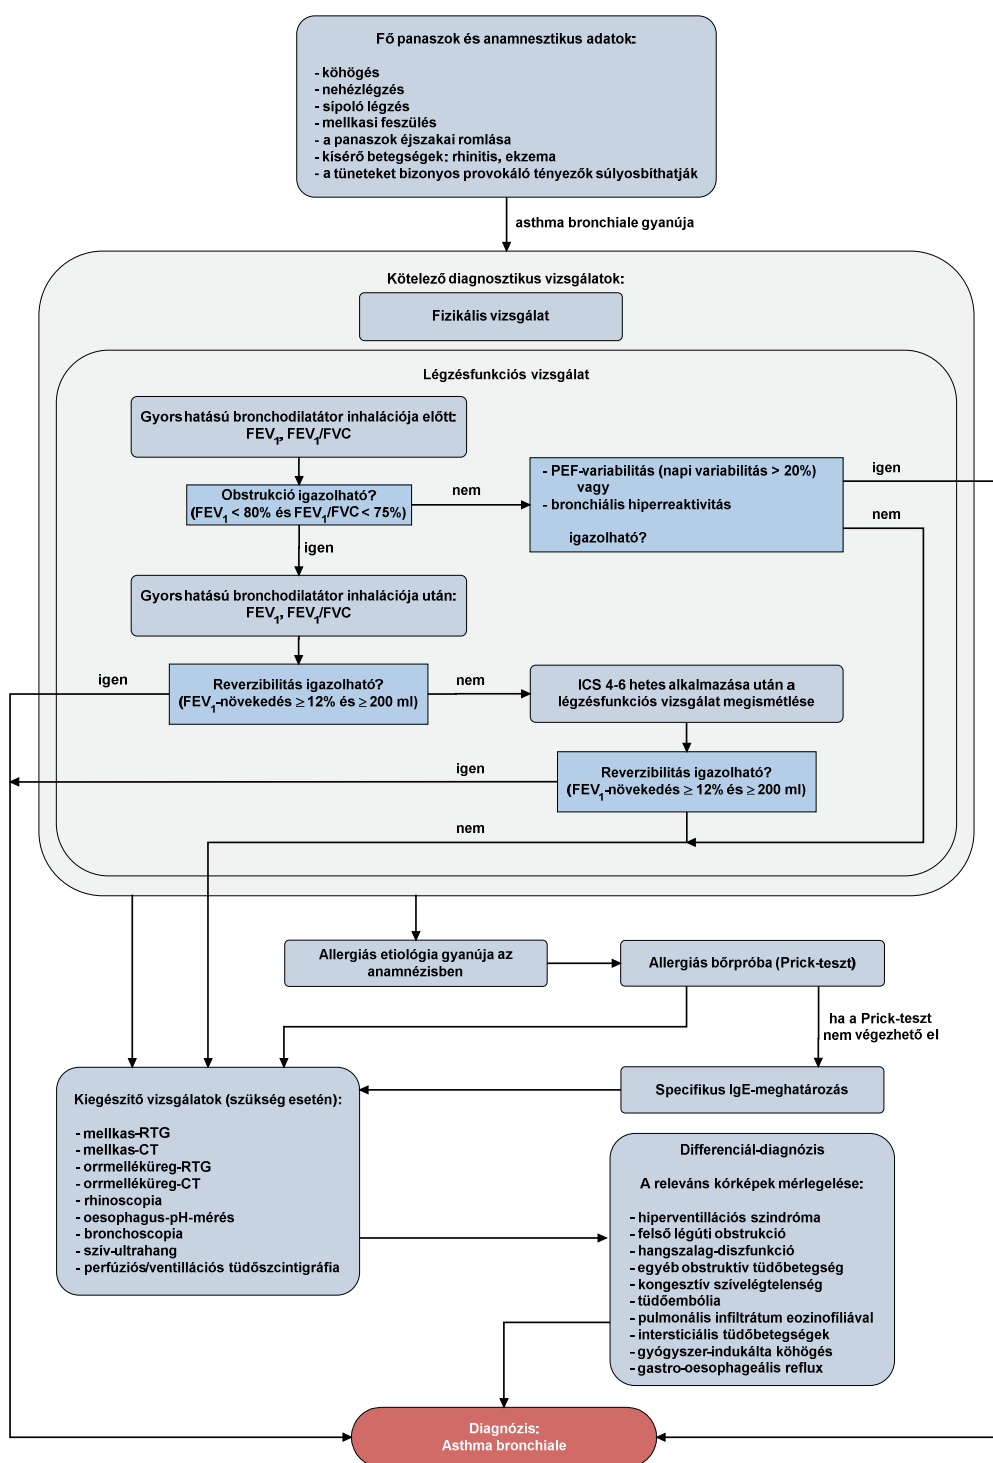 Fő panaszok és anamnesztikus adatok:
- köhögés
- nehézlégzés
- sípoló légzés
- mellkasi feszülés
- a panaszok éjszakai romlása
- kísérő betegségek: rhinitis, ekzema
- a tüneteket bizonyos provokáló tényezők súlyosbíthatják
asthma bronchiale gyanúja
Kötelező diagnosztikus vizsgálatok:
Fizikális vizsgálat
Légzésfunkciós vizsgálat
Gyors hatású bronchodilatátor inhalációja előtt:
FEV₁, FEV₁/FVC
Obstrukció igazolható?
(FEV₁ < 80% és FEV₁/FVC < 75%)
nem
- PEF-variabilitás (napi variabilitás > 20%)
vagy
- bronchiális hiperreaktivitás
igazolható?
igen
nem
igen
Gyors hatású bronchodilatátor inhalációja után:
FEV₁, FEV₁/FVC
igen
Reverzibilitás igazolható?
(FEV₁-növekedés ≥ 12% és ≥ 200 ml)
nem
ICS 4-6 hetes alkalmazása után a
légzésfunkciós vizsgálat megismétlése
igen
Reverzibilitás igazolható?
(FEV₁-növekedés ≥ 12% és ≥ 200 ml)
nem
Allergiás etiológia gyanúja az
anamnézisben
Allergiás bőrpróba (Prick-teszt)
ha a Prick-teszt
nem végezhető el
Specifikus IgE-meghatározás
Kiegészítő vizsgálatok (szükség esetén):
- mellkas-RTG
- mellkas-CT
- orrmelléküreg-RTG
- orrmelléküreg-CT
- rhinoscopia
- oesophagus-pH-mérés
- bronchoscopia
- szív-ultrahang
- perfúziós/ventillációs tüdőszcintigráfia
Differenciál-diagnózis
A releváns kórképek mérlegelése:
- hiperventillációs szindróma
- felső légúti obstrukció
- hangszalag-diszfunkció
- egyéb obstruktív tüdőbetegség
- kongesztív szívelégtelenség
- tüdőembólia
- pulmonális infiltrátum eozinofíliával
- intersticiális tüdőbetegségek
- gyógyszer-indukálta köhögés
- gastro-oesophageális reflux
Diagnózis:
Asthma bronchiale